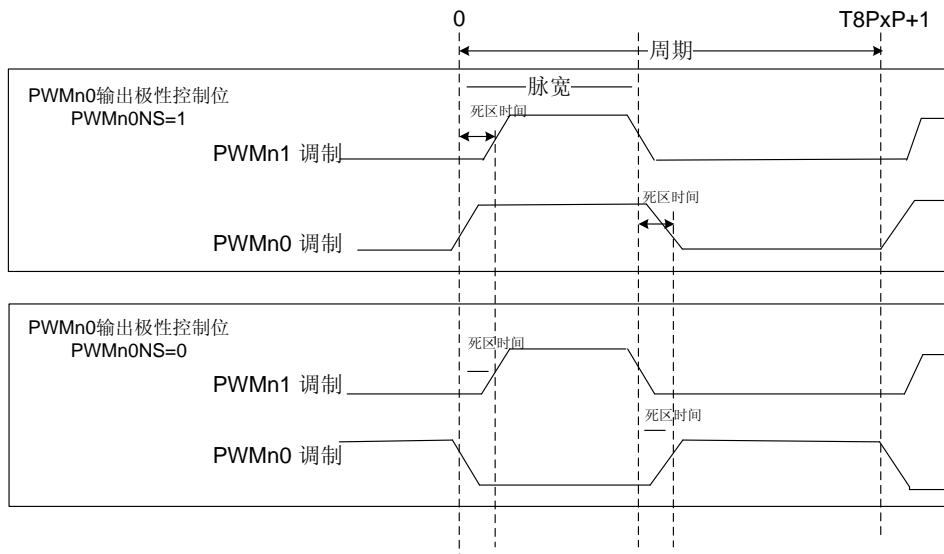 0
T8PxP+1
周期
PWMn0输出极性控制位
PWMn0NS=1
脉宽
死区时间
PWMn1 调制
死区时间
PWMn0 调制
PWMn0输出极性控制位
PWMn0NS=0
死区时间
PWMn1 调制
死区时间
PWMn0 调制